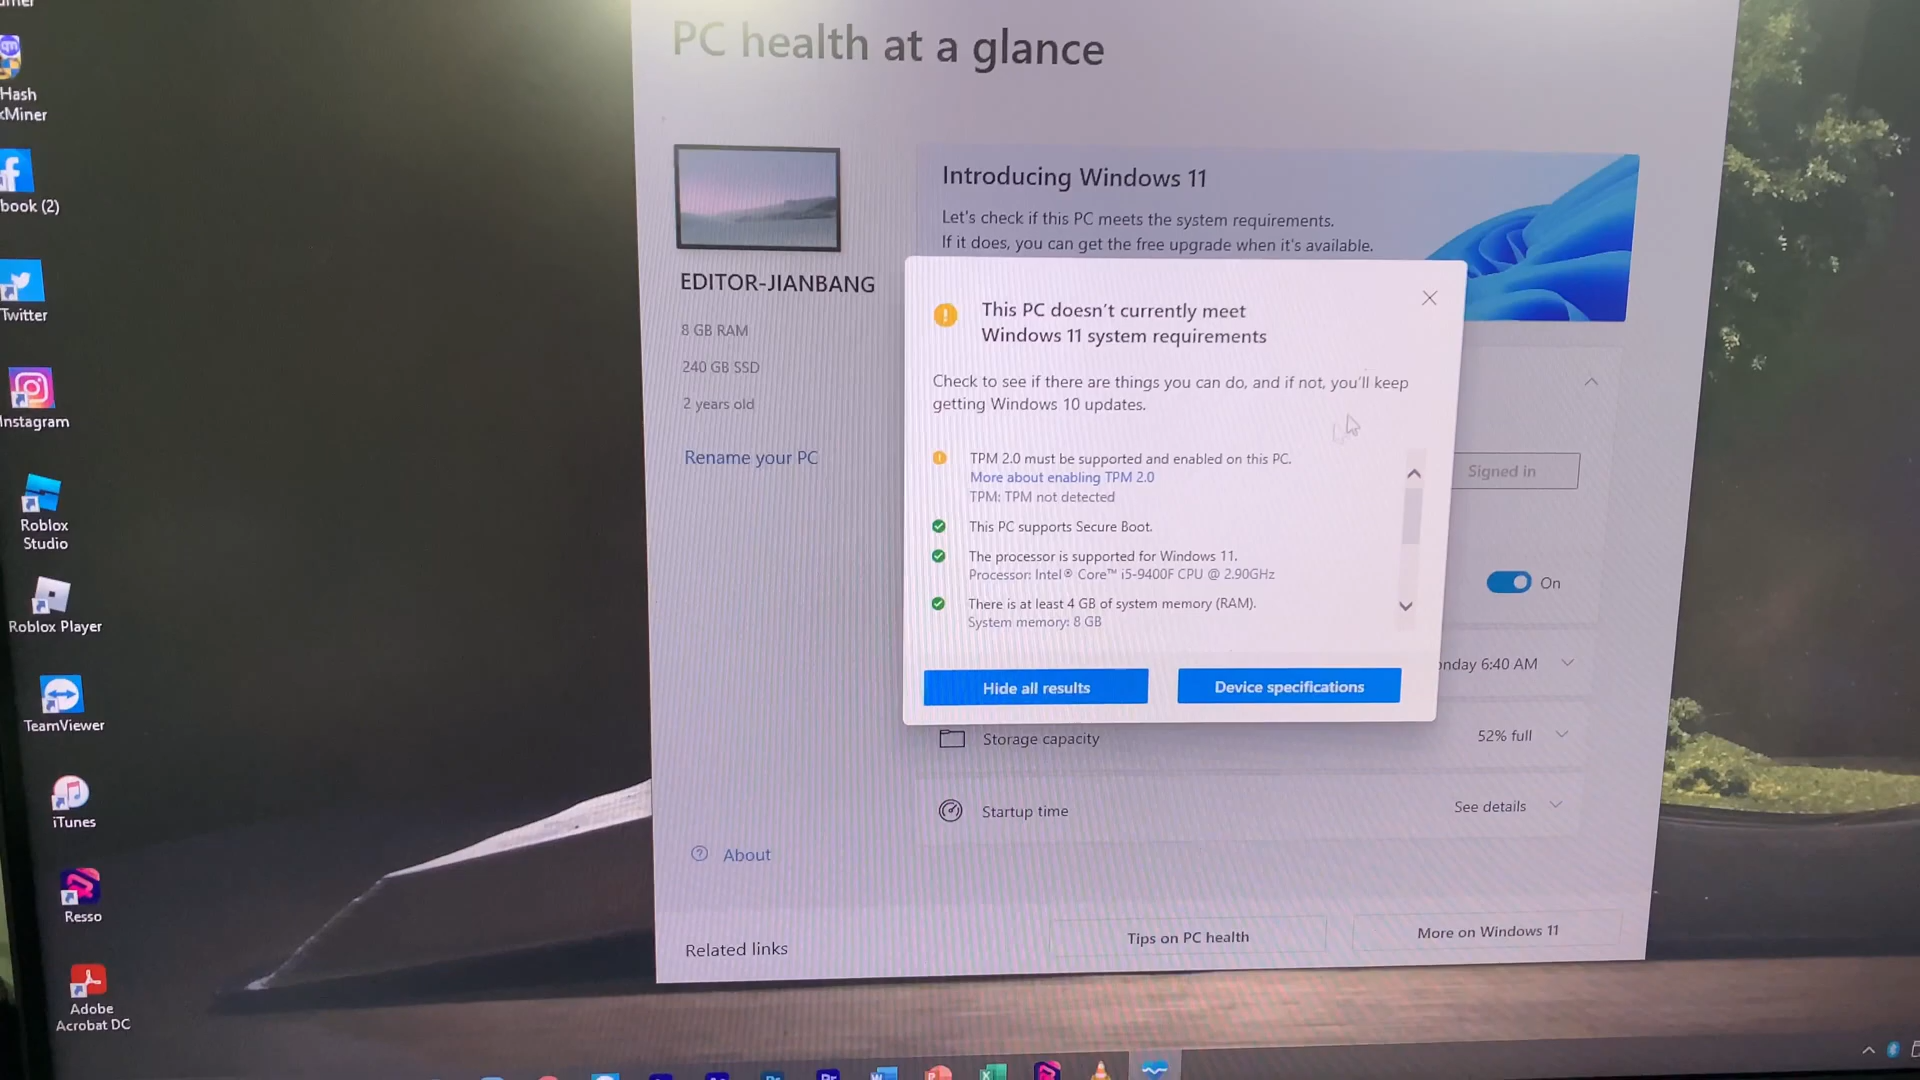 Hash
kMiner
book (2)
Twitter
Instagram
Roblox
Studio
Roblox Player
TeamViewer
iTunes
Resso
Adobe
Acrobat DC
PC health at a glance
EDITOR-JIANBANG
8 GB RAM
240 GB SSD
2 years old
Rename your PC
About
Related links
Introducing Windows 11
Let's check if this PC meets the system requirements.
If it does, you can get the free upgrade when it's available.
This PC doesn't currently meet
Windows 11 system requirements
Check to see if there are things you can do, and if not, you'll keep
getting Windows 10 updates.
TPM 2.0 must be supported and enabled on this PC.
More about enabling TPM 2.0
TPM: TPM not detected
This PC supports Secure Boot.
The processor is supported for Windows 11.
Processor: Intel® Core™ i5-9400F CPU @ 2.90GHz
There is at least 4 GB of system memory (RAM).
System memory: 8 GB
Hide all results
Device specifications
Signed in
On
onday 6:40 AM
Storage capacity
52% full
Startup time
See details
Tips on PC health
More on Windows 11